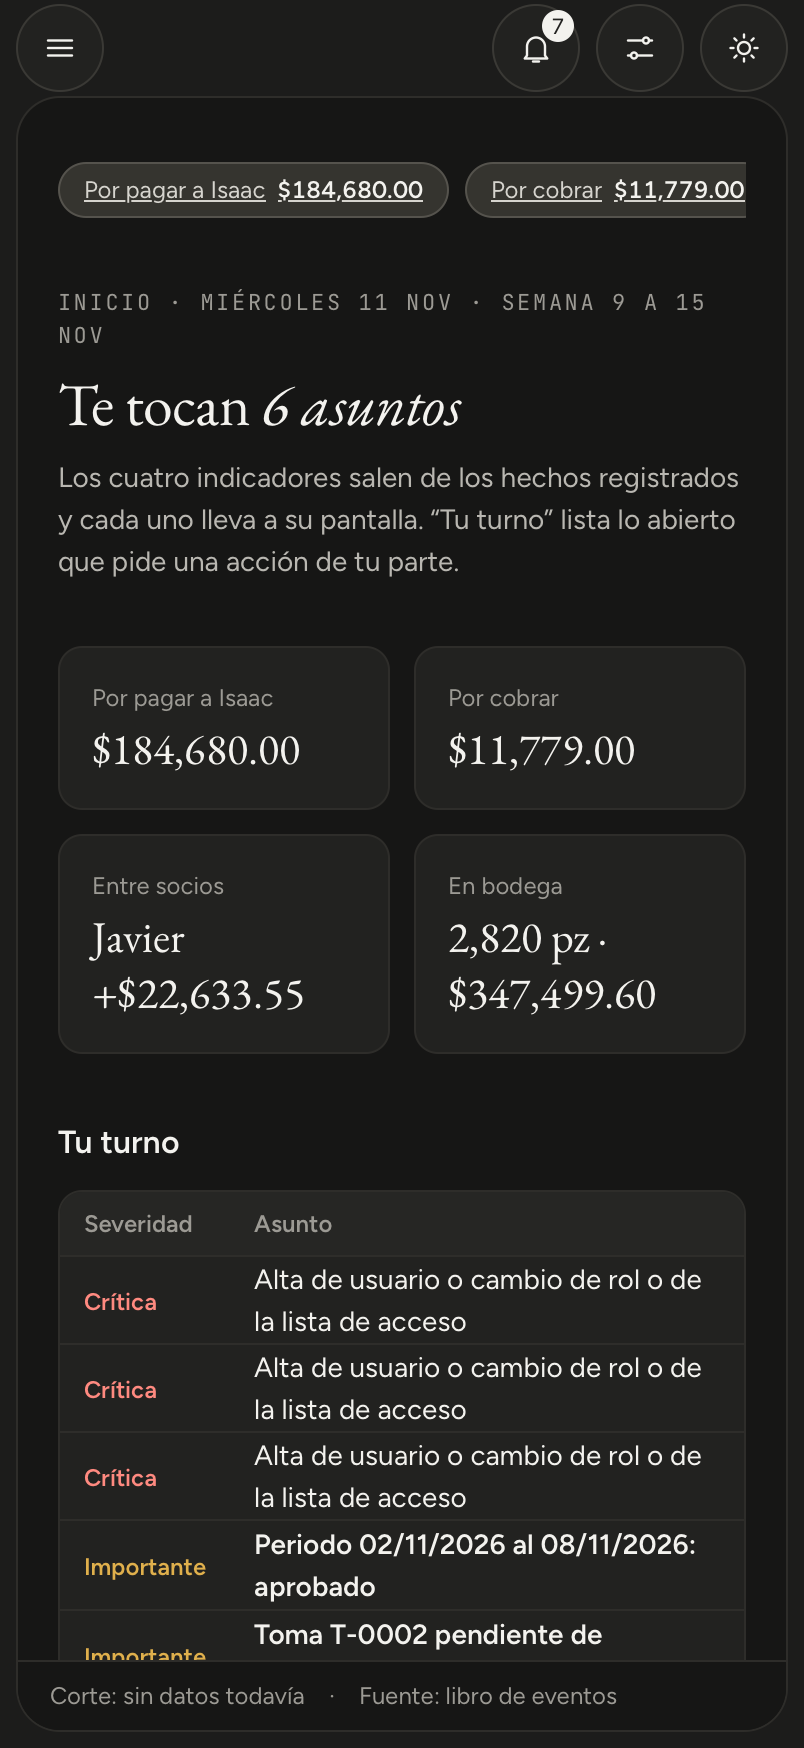 7
Por pagar a Isaac $184,680.00
Por cobrar $11,779.00
INICIO · MIÉRCOLES 11 NOV · SEMANA 9 A 15
NOV
Te tocan 6 asuntos
Los cuatro indicadores salen de los hechos registrados
y cada uno lleva a su pantalla. “Tu turno” lista lo abierto
que pide una acción de tu parte.
Por pagar a Isaac
$184,680.00
Por cobrar
$11,779.00
Entre socios
Javier
+$22,633.55
En bodega
2,820 pz ·
$347,499.60
Tu turno
Severidad Asunto
Crítica
Alta de usuario o cambio de rol o de
la lista de acceso
Crítica
Alta de usuario o cambio de rol o de
la lista de acceso
Crítica
Alta de usuario o cambio de rol o de
la lista de acceso
Importante
Periodo 02/11/2026 al 08/11/2026:
aprobado
Importante
Toma T-0002 pendiente de
Corte: sin datos todavía · Fuente: libro de eventos